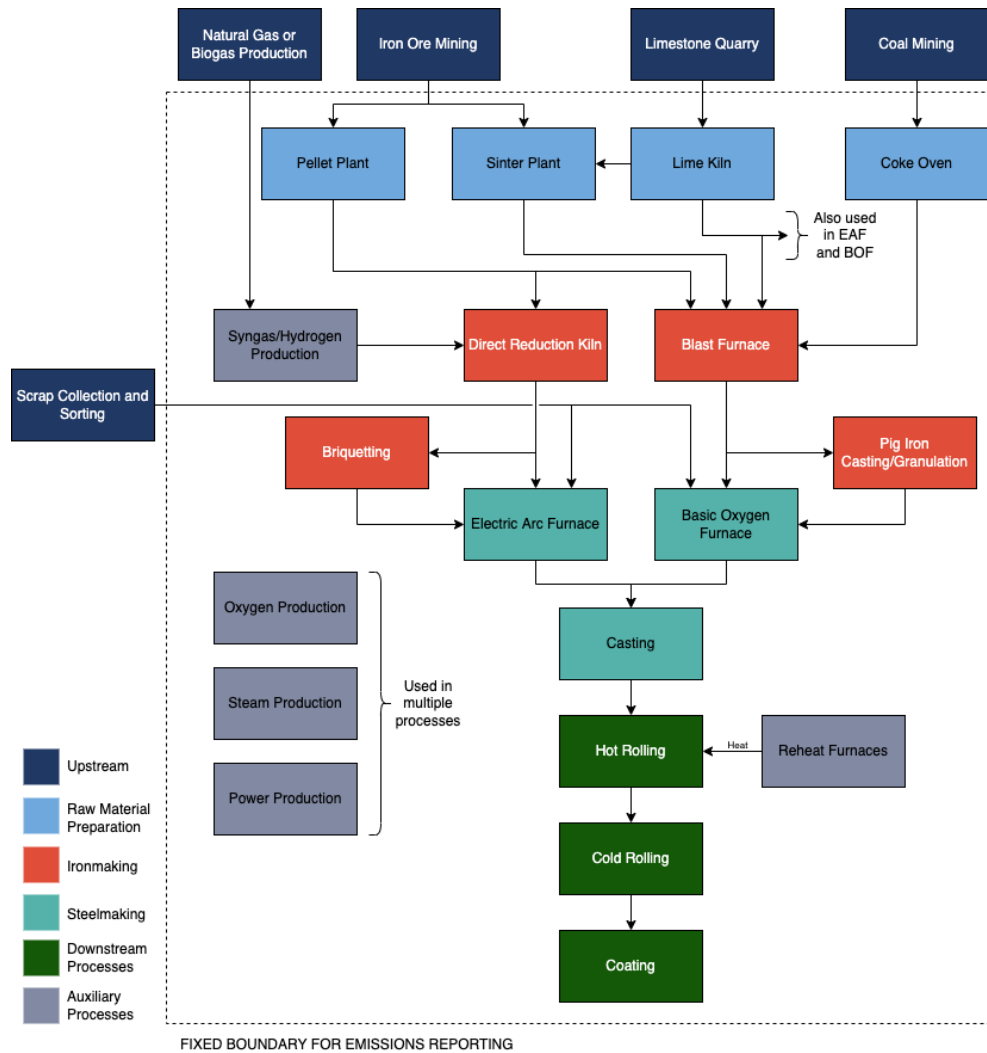 Natural Gas or
Biogas Production
Iron Ore Mining
Limestone Quarry
Coal Mining
Pellet Plant
Sinter Plant
Lime Kiln
Coke Oven
Also used
in EAF
and BOF
Syngas/Hydrogen
Production
Direct Reduction Kiln
Blast Furnace
Scrap Collection and
Sorting
Briquetting
Pig Iron
Casting/Granulation
Electric Arc Furnace
Basic Oxygen
Furnace
Oxygen Production
Casting
Steam Production
Used in
multiple
processes
Hot Rolling
Heat
Reheat Furnaces
Power Production
Cold Rolling
Coating
Upstream
Raw Material
Preparation
Ironmaking
Steelmaking
Downstream
Processes
Auxiliary
Processes
FIXED BOUNDARY FOR EMISSIONS REPORTING